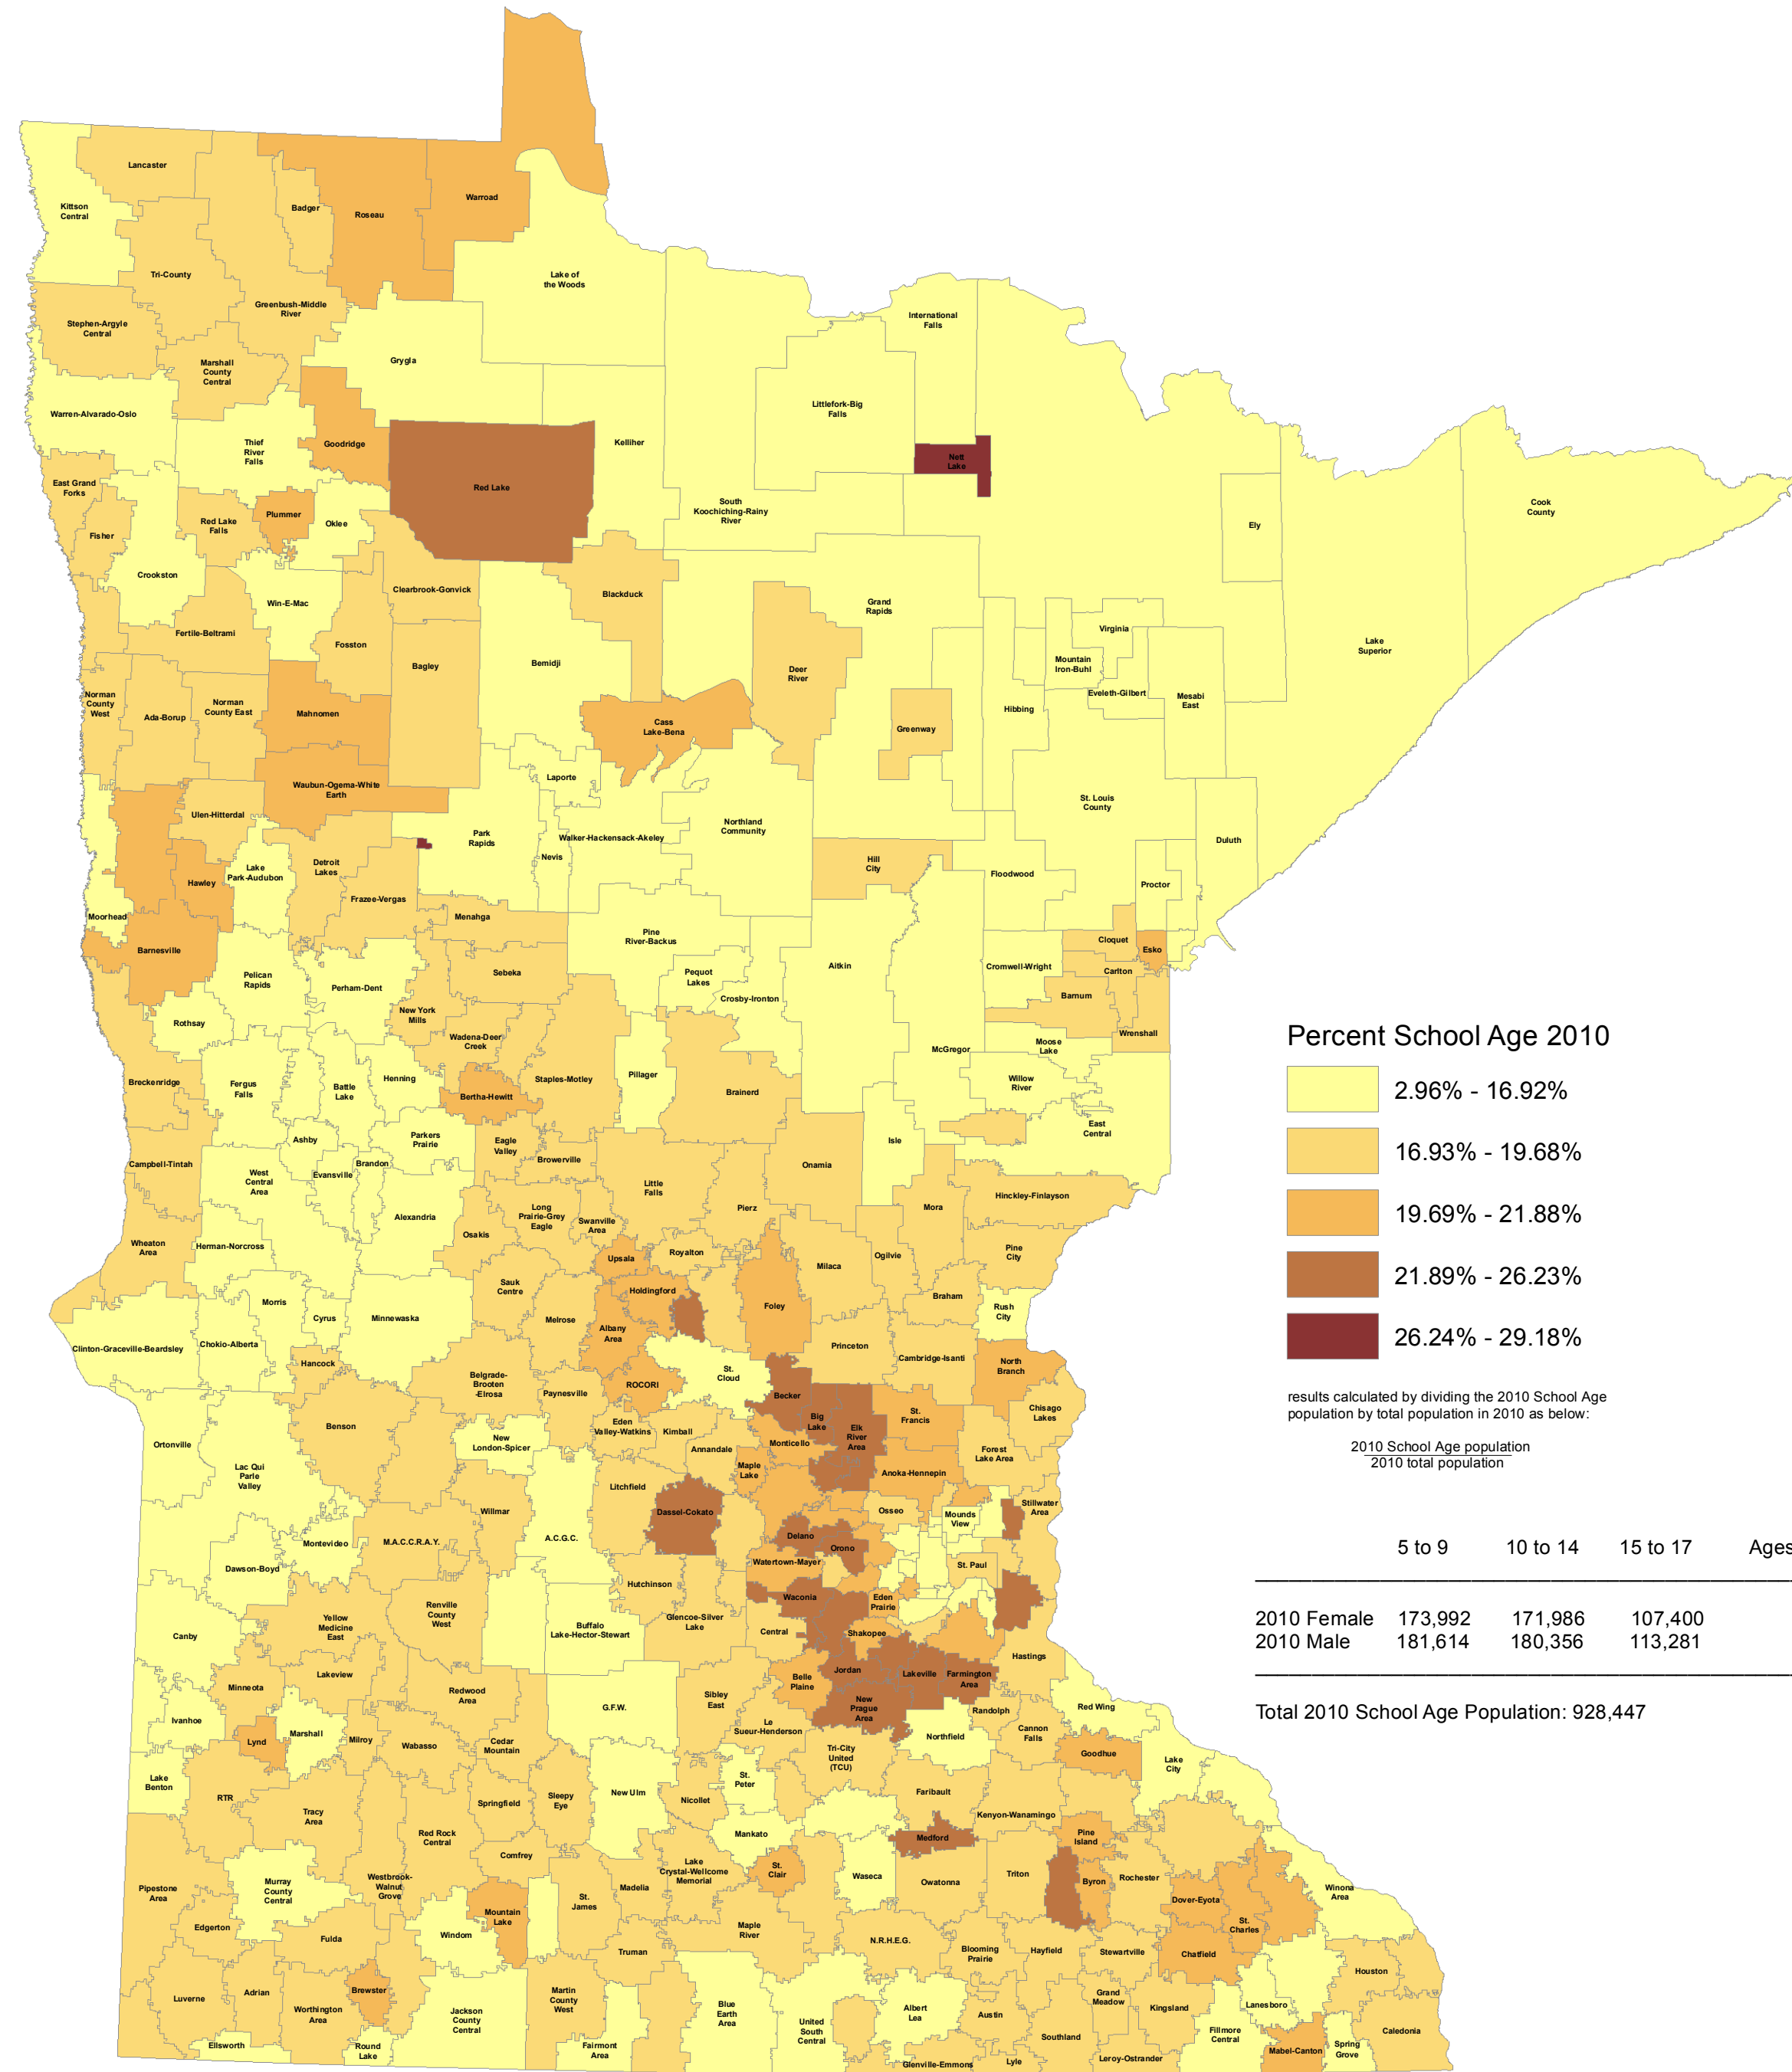 Lancaster
Kittson
Central
Badger
Roseau
Warroad
Tri-County
Lake of
the Woods
Greenbush-Middle
River
Stephen-Argyle
Central
International
Falls
Marshall
County
Central
Grygla
Warren-Alvarado-Oslo
Littlefork-Big
Falls
Thief
River
Falls
Goodridge
Kelliher
Nett
Lake
East Grand
Forks
Red Lake
Plummer
Red Lake
Falls
Oklee
South
Koochiching-Rainy
River
Ely
Cook
County
Fisher
Crookston
Clearbrook-Gonvick
Blackduck
Win-E-Mac
Grand
Rapids
Fertile-Beltrami
Fosston
Virginia
Lake
Superior
Bagley
Bemidji
Deer
River
Mountain
Iron-Buhl
Eveleth-Gilbert
Mesabi
East
Norman
County
West
Ada-Borup
Norman
County East
Mahnomen
Cass
Lake-Bena
Greenway
Hibbing
Laporte
Waubun-Ogema-White
Earth
Ulen-Hitterdal
Park
Rapids
Walker-Hackensack-Akeley
Northland
Community
St. Louis
County
Duluth
Nevis
Lake
Park-Audubon
Detroit
Lakes
Hill
City
Floodwood
Proctor
Hawley
Frazee-Vergas
Moorhead
Menahga
Barnesville
Pine
River-Backus
Cloquet
Esko
Pelican
Rapids
Sebeka
Pequot
Lakes
Aitkin
Cromwell-Wright
Carlton
Perham-Dent
Crosby-Ironton
Barnum
Rothsay
New York
Mills
Wrenshall
Wadena-Deer
Creek
McGregor
Moose
Lake
Breckenridge
Fergus
Falls
Battle
Lake
Henning
Staples-Motley
Pillager
Brainerd
Willow
River
Bertha-Hewitt
East
Central
Ashby
Parkers
Prairie
Eagle
Valley
Isle
Campbell-Tintah
West
Central
Area
Evansville
Brandon
Browerville
Onamia
Little
Falls
Hinckley-Finlayson
Alexandria
Long
Prairie-Grey
Eagle
Swanville
Area
Pierz
Mora
Osakis
Wheaton
Area
Herman-Norcross
Upsala
Royalton
Milaca
Ogilvie
Pine
City
Sauk
Centre
Holdingford
Morris
Cyrus
Minnewaska
Melrose
Albany
Area
Foley
Braham
Rush
City
Clinton-Graceville-Beardsley
Chokio-Alberta
Hancock
Princeton
Cambridge-Isanti
North
Branch
Belgrade-
Brooten
-Elrosa
Paynesville
ROCORI
St.
Cloud
Becker
Chisago
Lakes
Benson
Eden
Valley-Watkins
Kimball
Big
Lake
Elk
River
Area
St.
Francis
Ortonville
New
London-Spicer
Annandale
Monticello
Forest
Lake Area
Lac Qui
Parle
Valley
Maple
Lake
Anoka-Hennepin
Litchfield
Willmar
Dassel-Cokato
Osseo
Mounds
View
Stillwater
Area
Montevideo
M.A.C.C.R.A.Y.
A.C.G.C.
Delano
Orono
Dawson-Boyd
Watertown-Mayer
St. Paul
Hutchinson
Waconia
Eden
Prairie
Yellow
Medicine
East
Renville
County
West
Buffalo
Lake-Hector-Stewart
Glencoe-Silver
Lake
Central
Shakopee
Canby
Hastings
Lakeview
Jordan
Lakeville
Farmington
Area
Minneota
Redwood
Area
Sibley
East
Belle
Plaine
New
Prague
Area
G.F.W.
Randolph
Red Wing
Ivanhoe
Marshall
Lynd
Milroy
Wabasso
Cedar
Mountain
Le
Sueur-Henderson
Northfield
Cannon
Falls
Tri-City
United
(TCU)
Goodhue
Lake
City
Lake
Benton
St.
Peter
RTR
Tracy
Area
Springfield
Sleepy
Eye
New Ulm
Nicollet
Faribault
Kenyon-Wanamingo
Red Rock
Central
Mankato
Medford
Pine
Island
Comfrey
Pipestone
Area
Murray
County
Central
Westbrook-
Walnut
Grove
Lake
Crystal-Wellcome
Memorial
St.
Clair
Waseca
Owatonna
Triton
Byron
Rochester
Madelia
St.
James
Mountain
Lake
Dover-Eyota
Winona
Area
Edgerton
Fulda
Windom
Maple
River
St.
Charles
N.R.H.E.G.
Truman
Blooming
Prairie
Hayfield
Stewartville
Chatfield
Houston
Luverne
Adrian
Brewster
Worthington
Area
Jackson
County
Central
Martin
County
West
Blue
Earth
Area
United
South
Central
Albert
Lea
Austin
Grand
Meadow
Kingsland
Lanesboro
Southland
Fillmore
Central
Caledonia
Ellsworth
Round
Lake
Fairmont
Area
Glenville-Emmons
Lyle
Leroy-Ostrander
Mabel-Canton
Spring
Grove
Percent School Age 2010
2.96% - 16.92%
16.93% - 19.68%
19.69% - 21.88%
21.89% - 26.23%
26.24% - 29.18%
results calculated by dividing the 2010 School Age
population by total population in 2010 as below:
2010 School Age population
2010 total population
5 to 9 10 to 14 15 to 17 Ages
2010 Female 173,992 171,986 107,400
2010 Male 181,614 180,356 113,281
Total 2010 School Age Population: 928,447